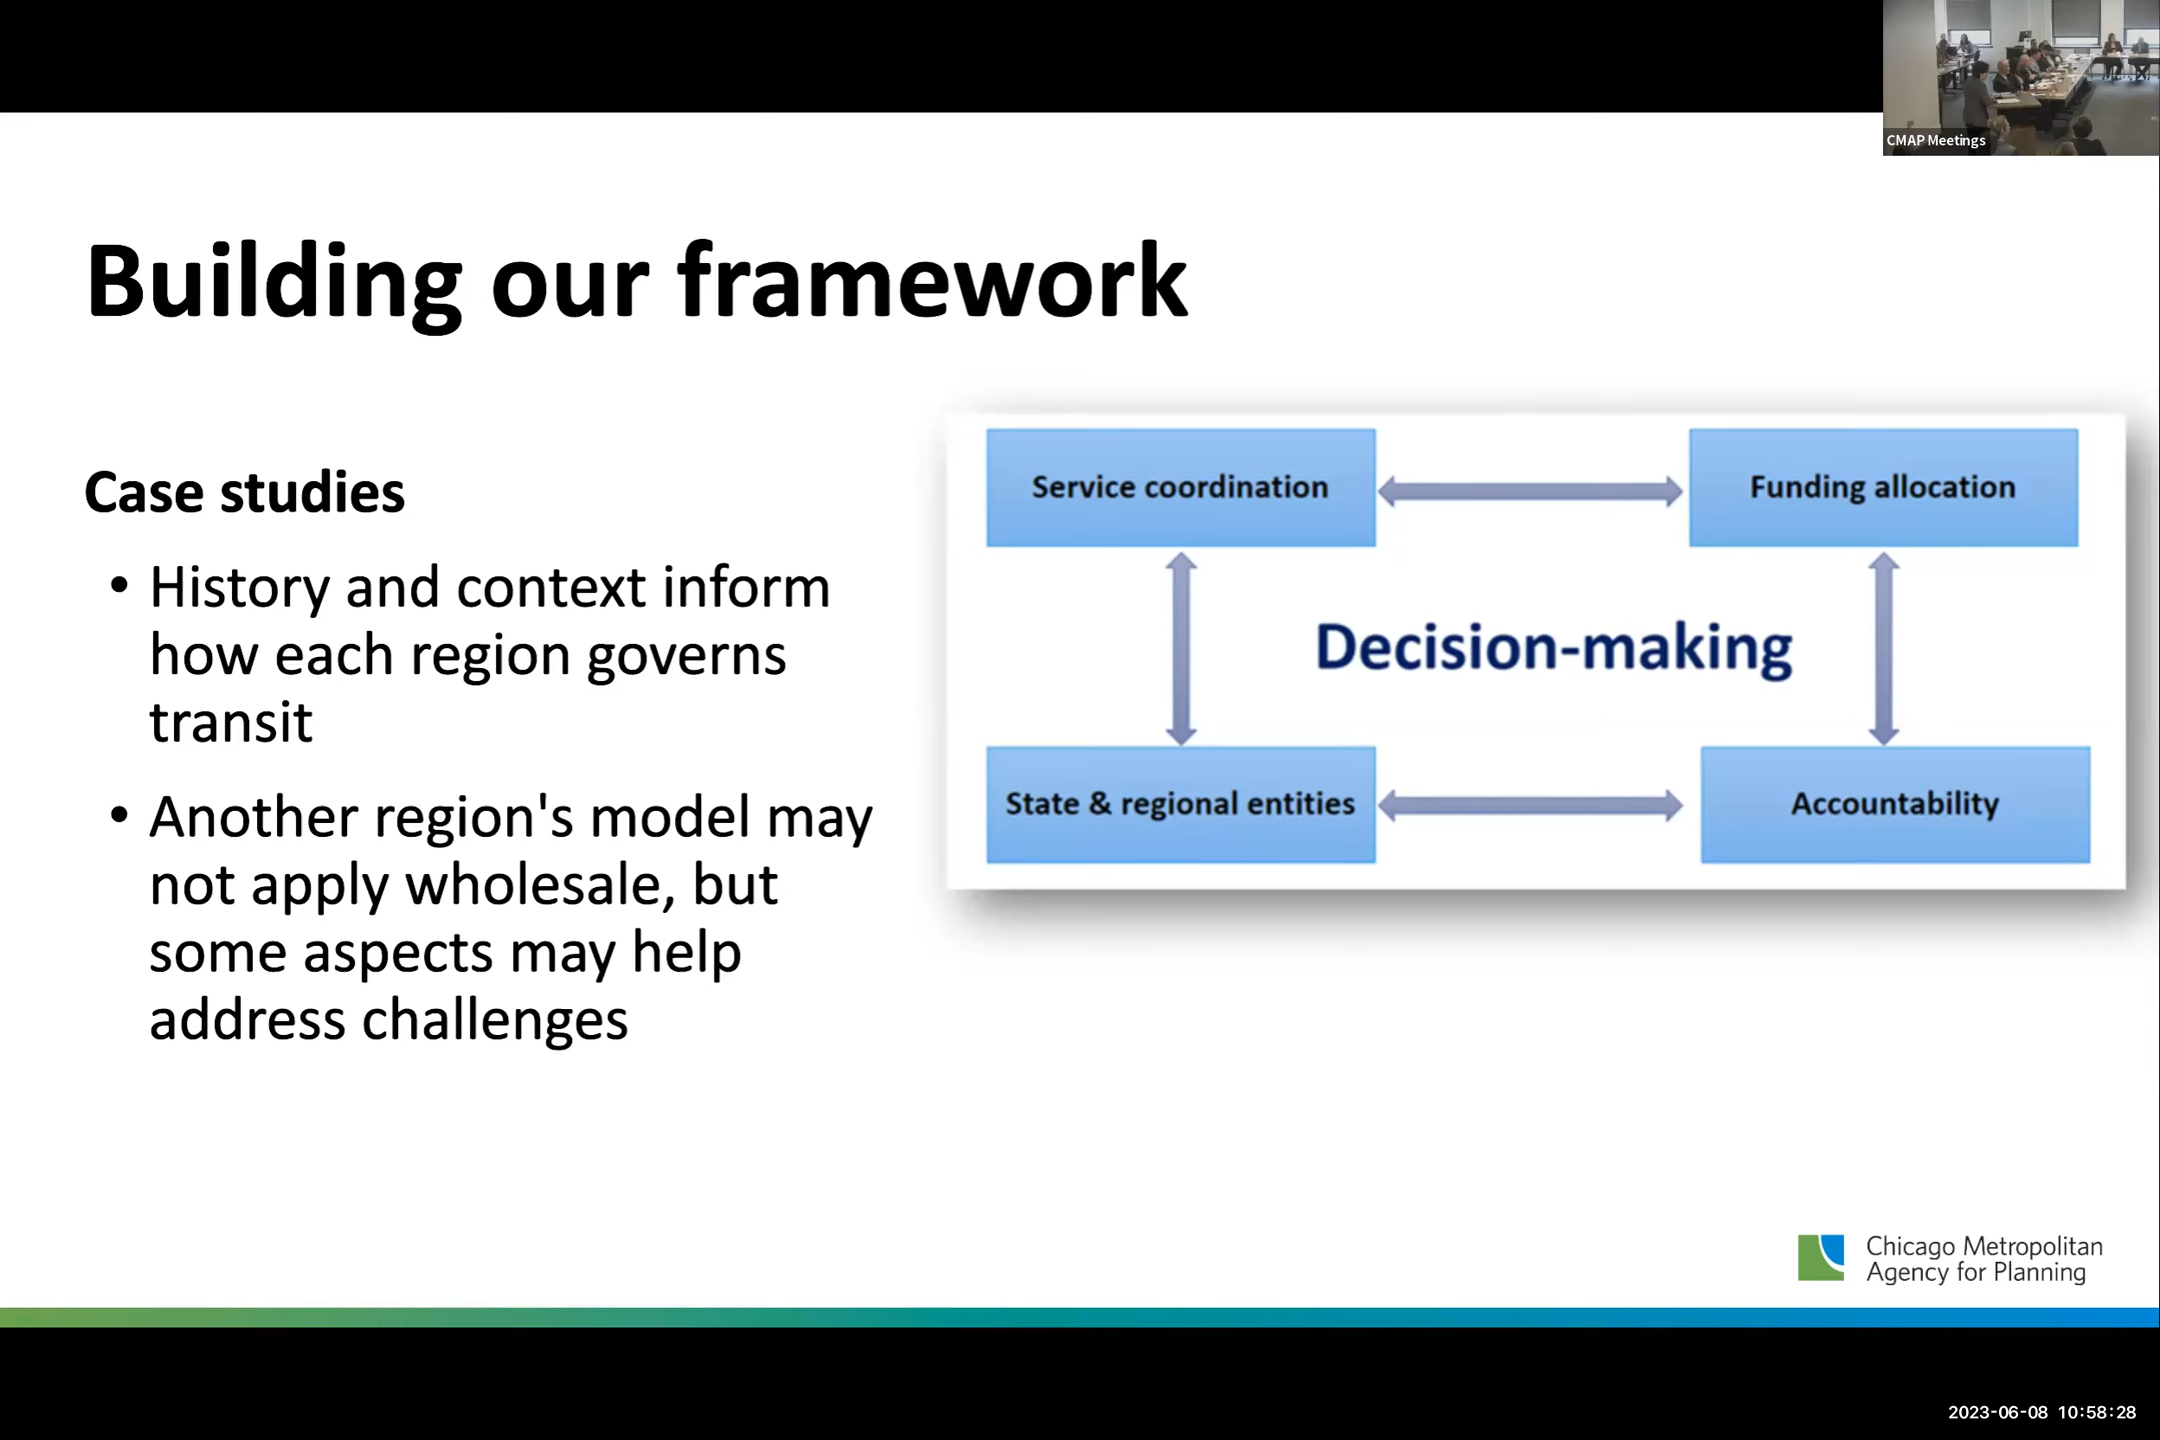 CMAP Meetings
Building our framework
Case studies
• History and context inform
how each region governs
transit
• Another region's model may
not apply wholesale, but
some aspects may help
address challenges
Service coordination
Funding allocation
Decision-making
State & regional entities
Accountability
Chicago Metropolitan
Agency for Planning
2023-06-08 10:58:28